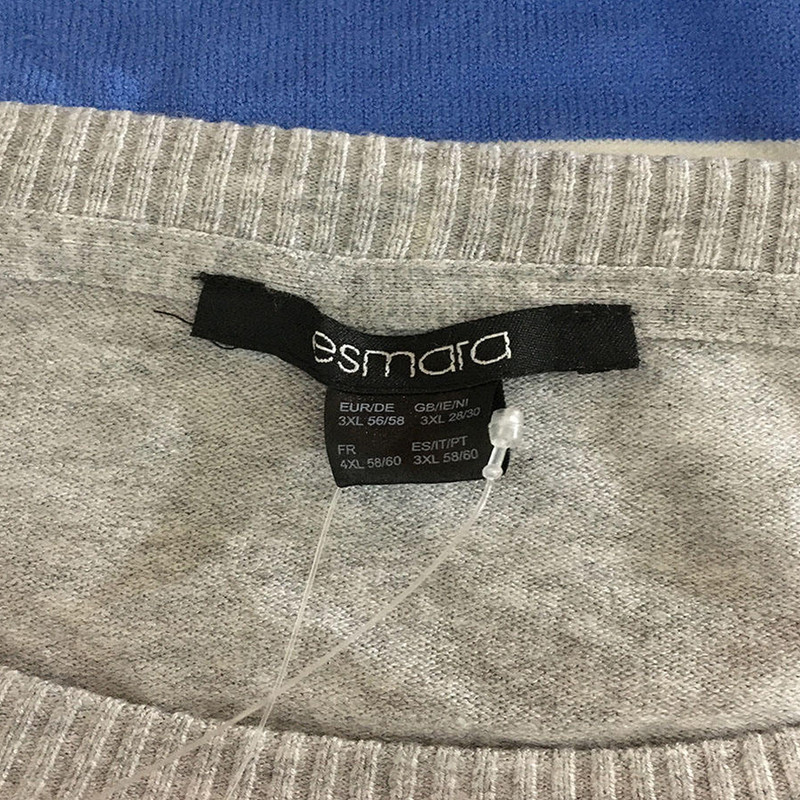 esmara
EUR/DE GB/IE/NI
3XL 56/58 3XL 28/30
FR ES/IT/PT
4XL 58/60 3XL 58/60